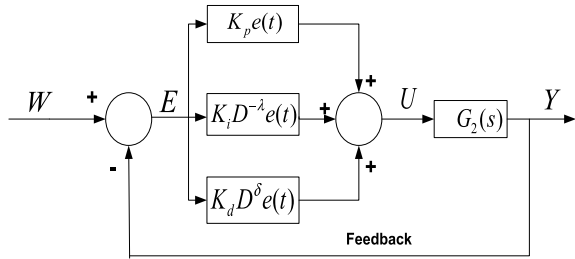 K_p e(t)
W + E K_i D^{-λ} e(t) + + U G_2(s) Y
-
K_d D^δ e(t) +
Feedback